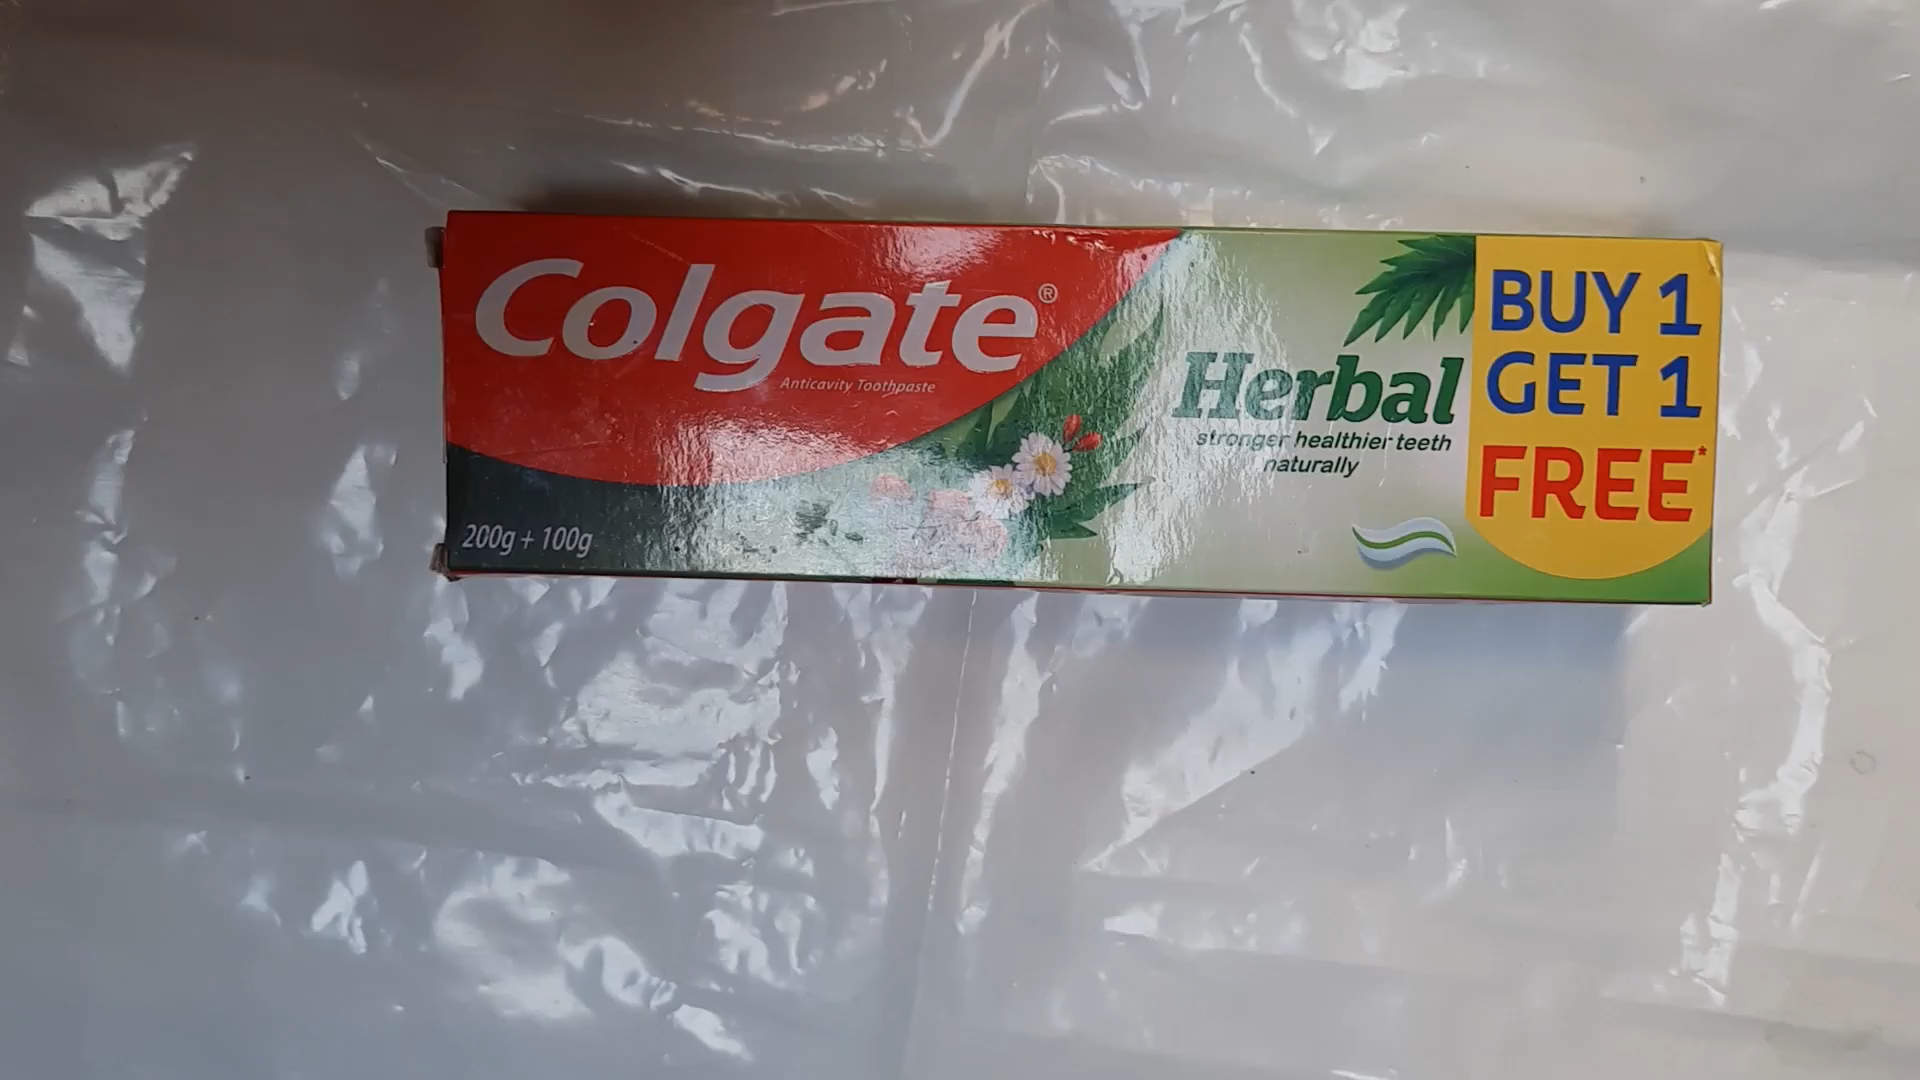 Colgate®
Anticavity Toothpaste
200g + 100g
Herbal
stronger healthier teeth
naturally
BUY 1
GET 1
FREE*